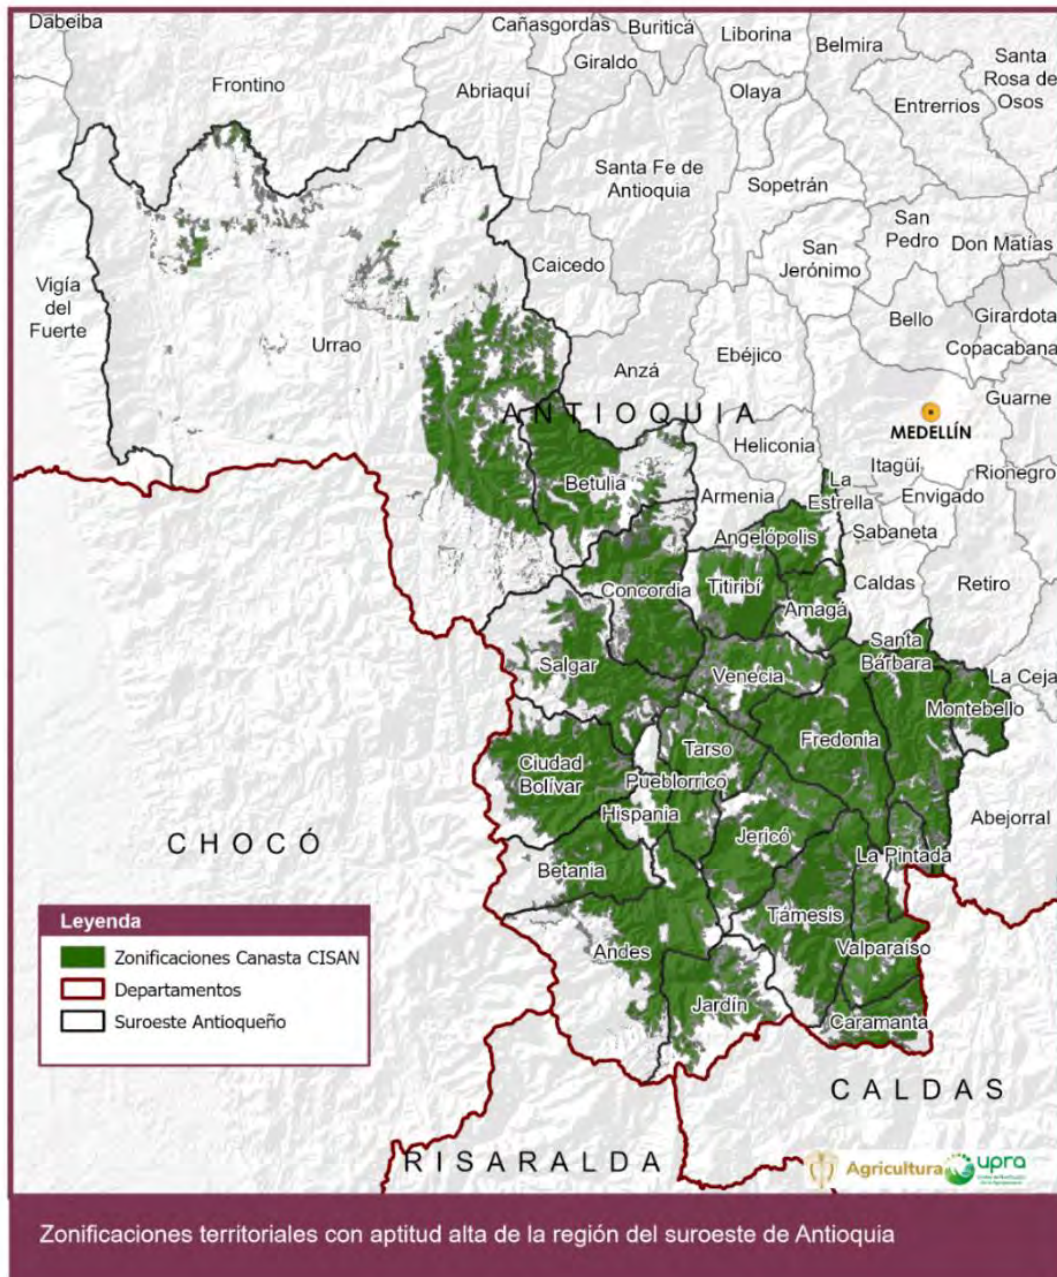 Dabeiba
Cañasgordas
Buriticá
Liborina
Belmira
Santa
Rosa de
Osos
Giraldo
Frontino
Abriaquí
Olaya
Entrerrios
Santa Fe de
Antioquia
Sopetrán
San
Pedro
Don Matías
San
Jerónimo
Caicedo
Vigía
del
Fuerte
Bello
Girardota
Copacabana
Urrao
Ebéjico
Anzá
Guarne
ANTIOQUIA
MEDELLÍN
Heliconia
Itagüí
Rionegro
Betulia
La
Estrella
Armenia
Envigado
Sabaneta
Angelópolis
Concordia
Titiribí
Caldas
Retiro
Amagá
Santa
Bárbara
Salgar
Venecia
La Ceja
Montebello
Tarso
Fredonia
Ciudad
Bolívar
Pueblorrico
Hispania
Abejorral
CHOCÓ
Jericó
La Pintada
Betania
Támesis
Valparaíso
Andes
Jardín
Caramanta
Leyenda
Zonificaciones Canasta CISAN
Departamentos
Suroeste Antioqueño
CALDAS
RISARALDA
Agricultura
upra
Zonificaciones territoriales con aptitud alta de la región del suroeste de Antioquia